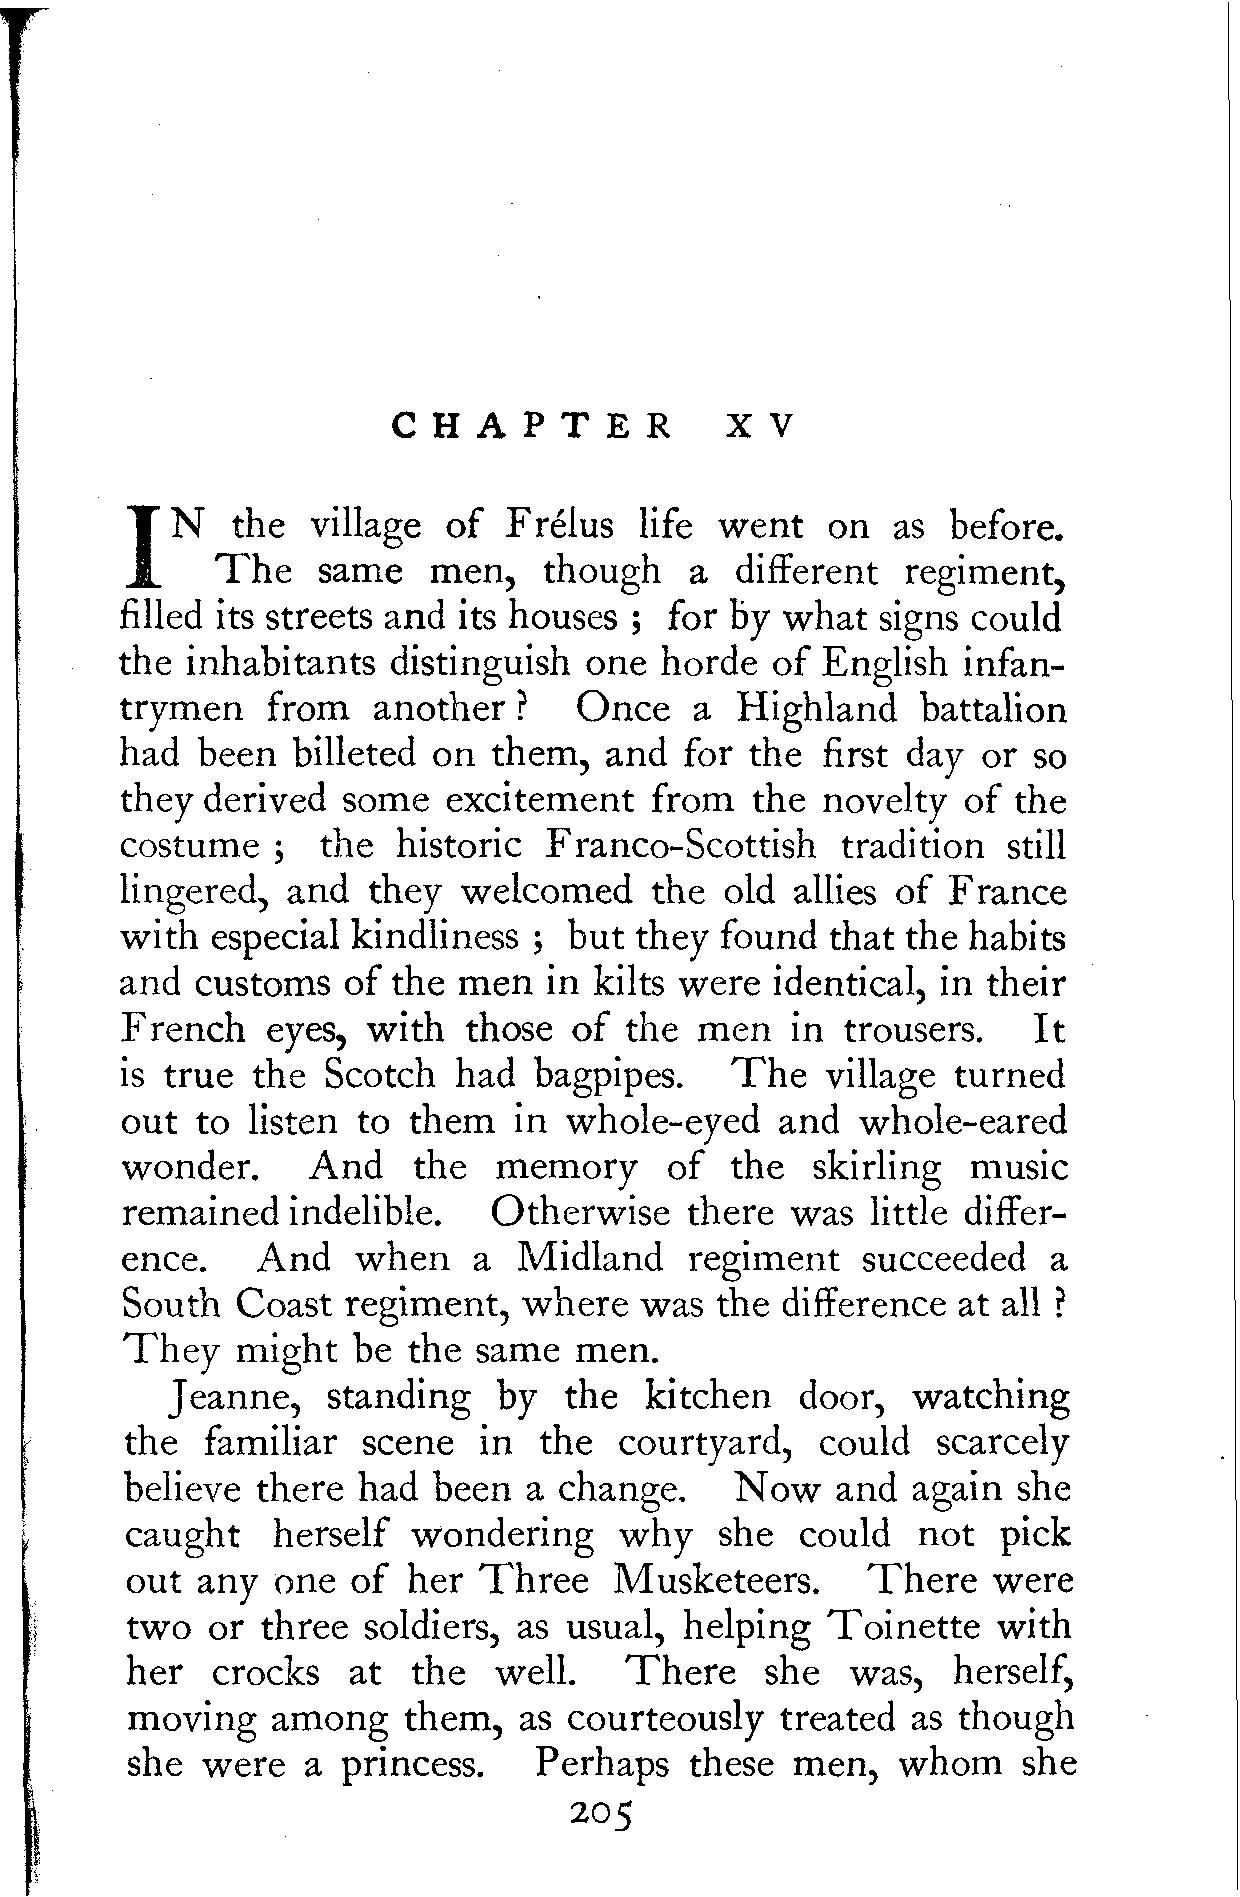 CHAPTER XV
IN the village of Frélus life went on as before.
The same men, though a different regiment,
filled its streets and its houses ; for by what signs could
the inhabitants distinguish one horde of English infan-
trymen from another ? Once a Highland battalion
had been billeted on them, and for the first day or so
they derived some excitement from the novelty of the
costume ; the historic Franco-Scottish tradition still
lingered, and they welcomed the old allies of France
with especial kindliness ; but they found that the habits
and customs of the men in kilts were identical, in their
French eyes, with those of the men in trousers. It
is true the Scotch had bagpipes. The village turned
out to listen to them in whole-eyed and whole-eared
wonder. And the memory of the skirling music
remained indelible. Otherwise there was little differ-
ence. And when a Midland regiment succeeded a
South Coast regiment, where was the difference at all ?
They might be the same men.
Jeanne, standing by the kitchen door, watching
the familiar scene in the courtyard, could scarcely
believe there had been a change. Now and again she
caught herself wondering why she could not pick
out any one of her Three Musketeers. There were
two or three soldiers, as usual, helping Toinette with
her crocks at the well. There she was, herself,
moving among them, as courteously treated as though
she were a princess. Perhaps these men, whom she
205